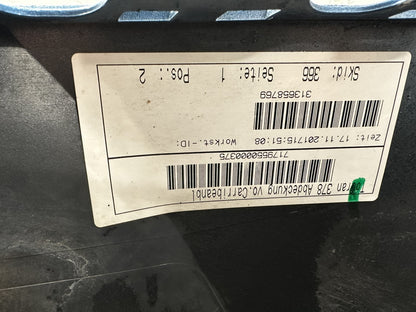 Touran 378 Abdeckung vo.Carribeanbl
7179550000375
Zeit: 17.11.2017 15:51:08 Workst.-ID:
313658769
Skid: 366 Seite: 1 Pos.: 2